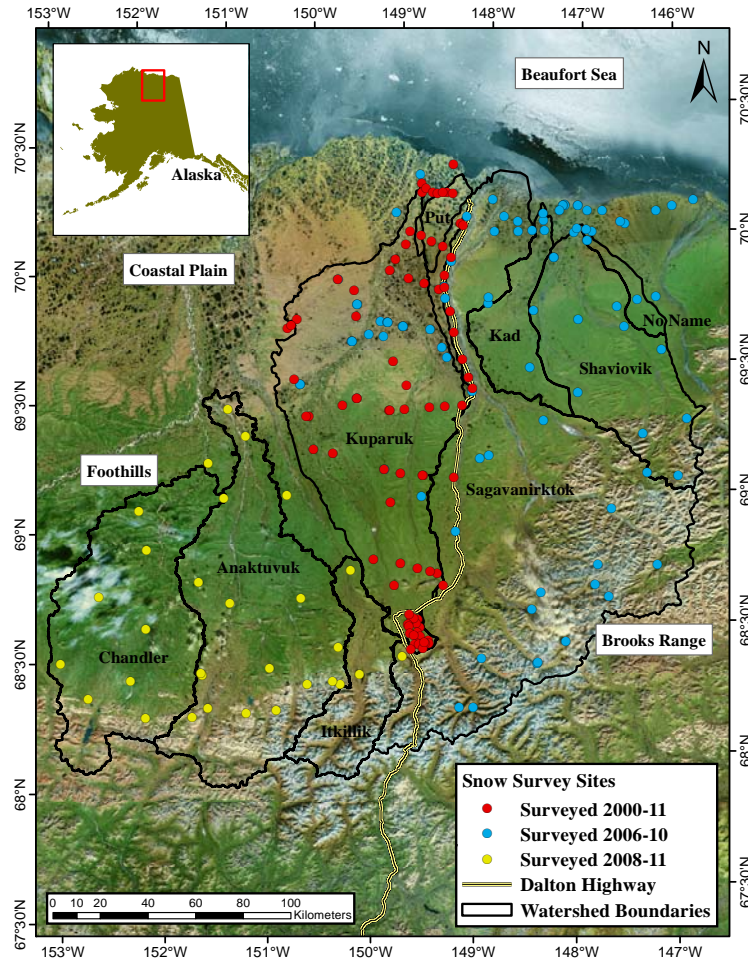 153°W 152°W 151°W 150°W 149°W 148°W 147°W 146°W
N
Beaufort Sea
Alaska
70°30'N
70°30'N
Put
70°N
70°N
Coastal Plain
No Name
Kad
Shaviovik
69°30'N
69°30'N
Kuparuk
Foothills
Sagavanirktok
69°N
69°N
Anaktuvuk
Brooks Range
68°30'N
68°30'N
Chandler
Itkillik
68°N
68°N
Snow Survey Sites
Surveyed 2000-11
Surveyed 2006-10
Surveyed 2008-11
Dalton Highway
Watershed Boundaries
0 10 20 40 60 80 100
Kilometers
67°30'N
67°30'N
153°W 152°W 151°W 150°W 149°W 148°W 147°W